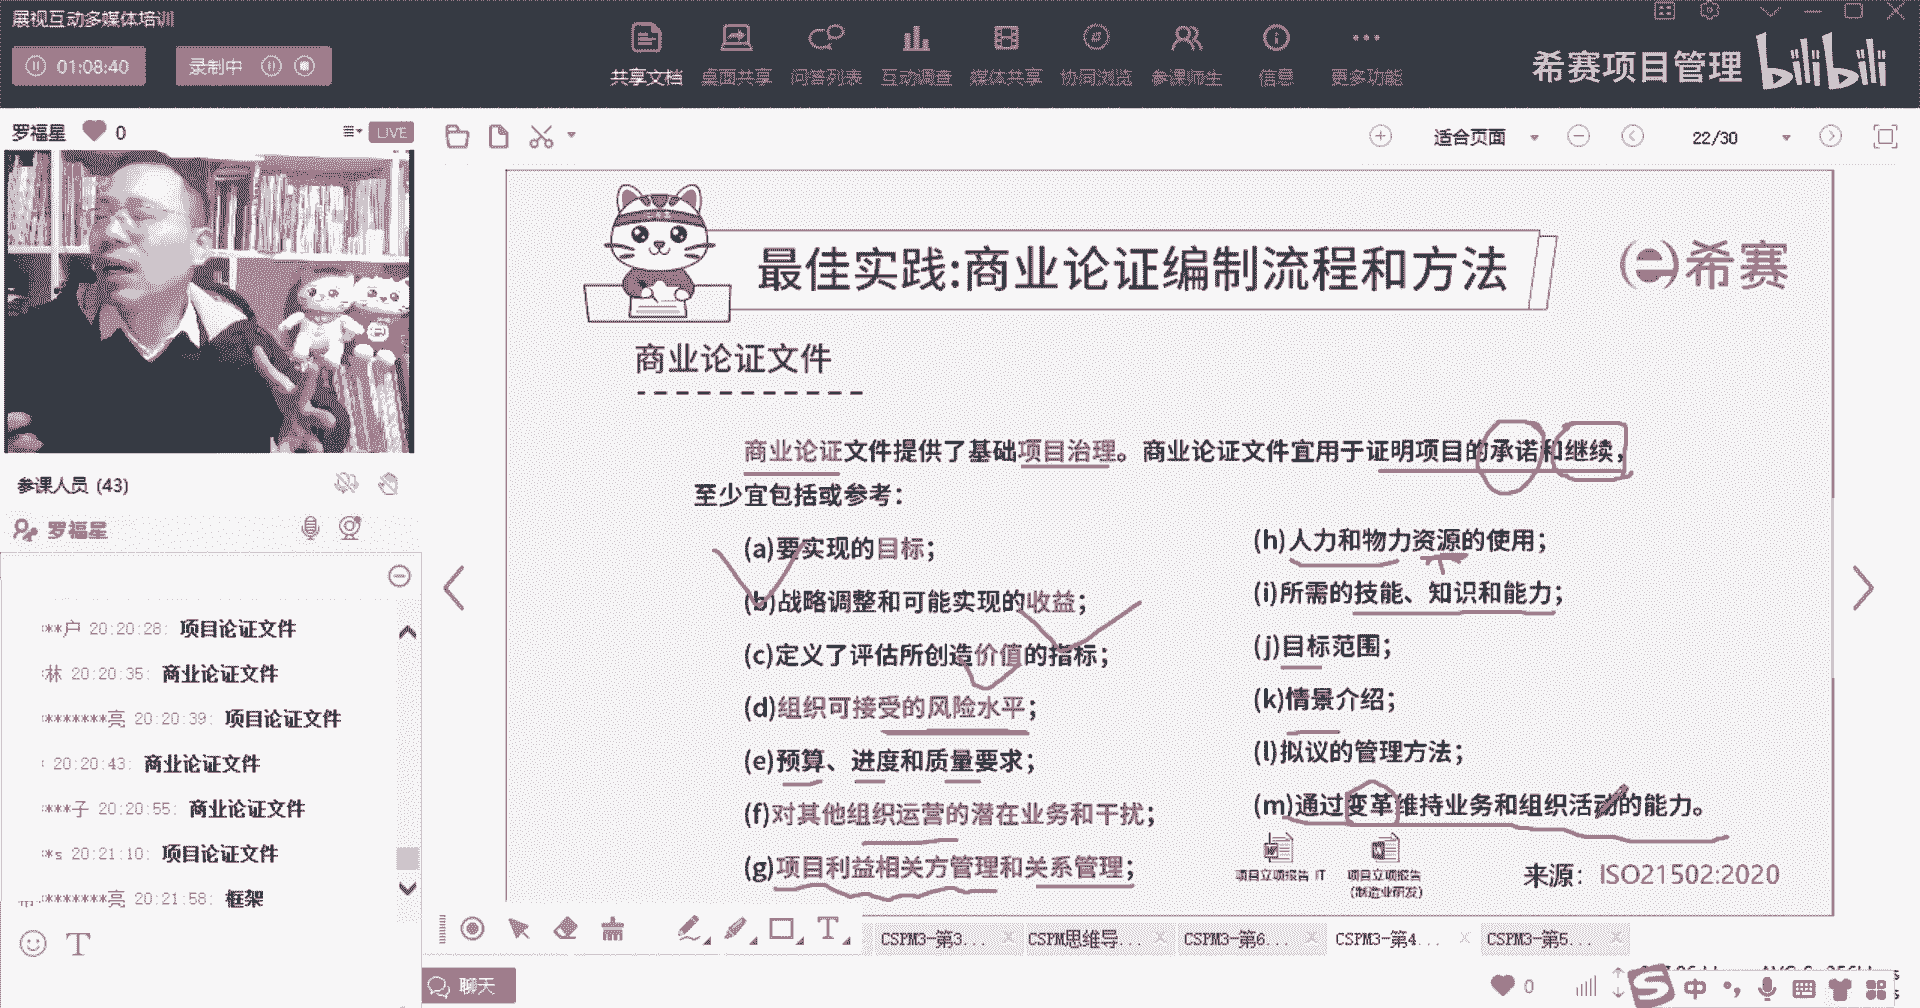 展视互动多媒体培训
01:08:40
录制中
共享文档 桌面共享 问答列表 互动调查 媒体共享 协同浏览 参课师生 信息 更多功能
希赛项目管理 bilibili
罗福星 0 LIVE
适合页面 22/30
最佳实践:商业论证编制流程和方法
希赛
商业论证文件
商业论证文件提供了基础项目治理。商业论证文件宜用于证明项目的承诺和继续，
至少宜包括或参考：
(a)要实现的目标；
(b)战略调整和可能实现的收益；
(c)定义了评估所创造价值的指标；
(d)组织可接受的风险水平；
(e)预算、进度和质量要求；
(f)对其他组织运营的潜在业务和干扰；
(g)项目利益相关方管理和关系管理；
(h)人力和物力资源的使用；
(i)所需的技能、知识和能力；
(j)目标范围；
(k)情景介绍；
(l)拟议的管理方法；
(m)通过变革维持业务和组织活动的能力。
项目立项报告 IT
项目立项报告
(制造业研发)
来源：ISO21502:2020
参课人员 (43)
罗福星
**户 20:20:28: 项目论证文件
林 20:20:35: 商业论证文件
*******亮 20:20:39: 项目论证文件
20:20:43: 商业论证文件
***子 20:20:55: 商业论证文件
*s 20:21:10: 项目论证文件
*******亮 20:21:58: 框架
T
T
CSPM3-第3... CSPM思维导... CSPM3-第6... CSPM3-第4... CSPM3-第5...
聊天
0
S 中